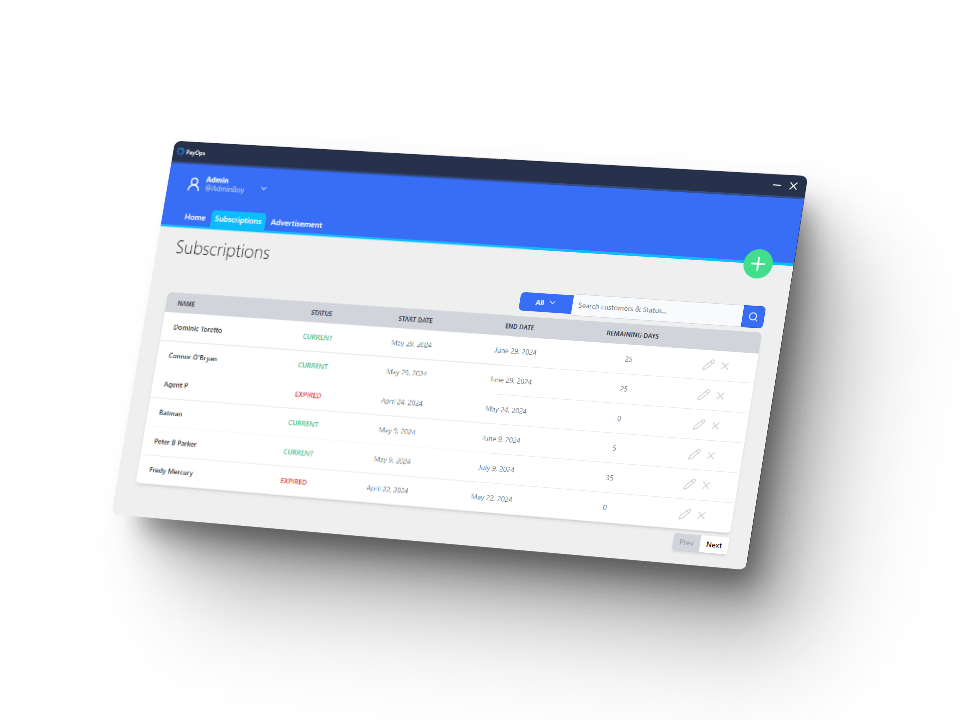 PayOps
Admin
@AdminBoy
Home Subscriptions Advertisement
Subscriptions
All Search customers & Status...
NAME STATUS START DATE END DATE REMAINING DAYS
Dominic Toretto CURRENT May 29, 2024 June 29, 2024 25
Connor O'Bryan CURRENT May 29, 2024 June 29, 2024 25
Agent P EXPIRED April 24, 2024 May 24, 2024 0
Batman CURRENT May 9, 2024 June 9, 2024 5
Peter B Parker CURRENT May 9, 2024 July 9, 2024 35
Fredy Mercury EXPIRED April 22, 2024 May 22, 2024 0
Prev Next